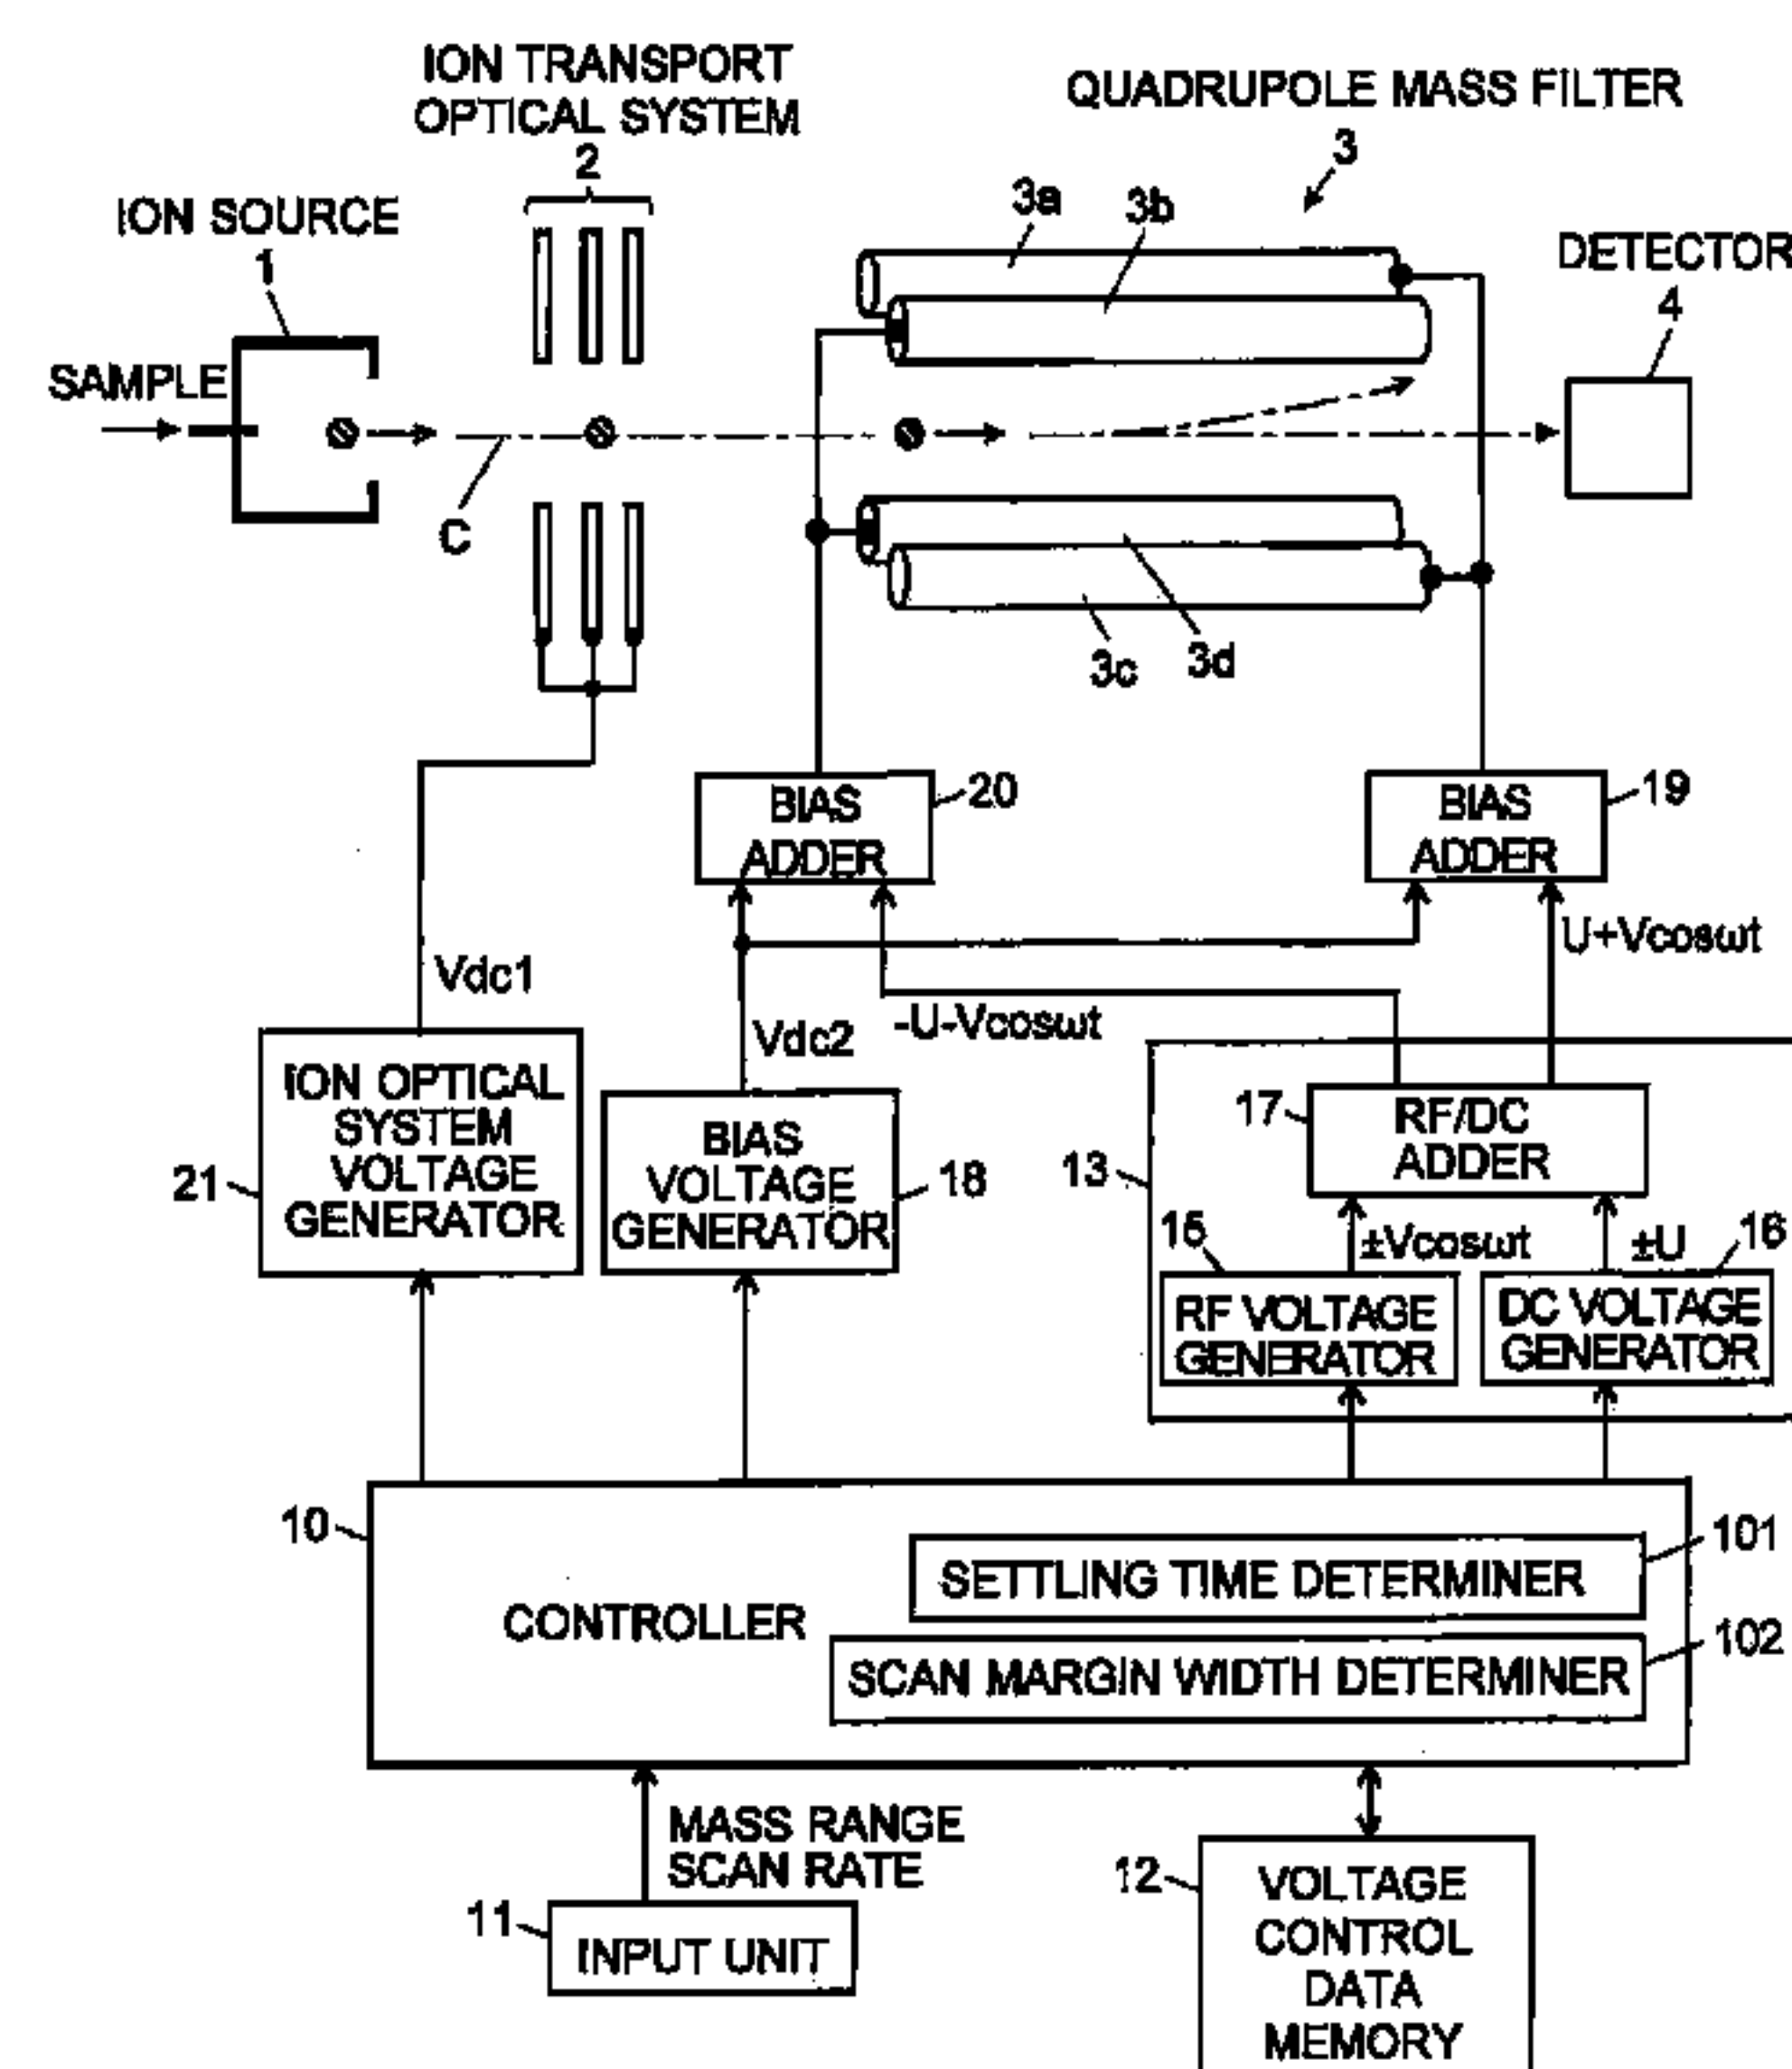 ION TRANSPORT
OPTICAL SYSTEM
2
QUADRUPOLE MASS FILTER
3
ION SOURCE
1
3a
3b
DETECTOR
4
SAMPLE
C
3c
3d
BIAS
ADDER
20
BIAS
ADDER
19
Vdc1
Vdc2
-U-Vcosωt
U+Vcosωt
ION OPTICAL
SYSTEM
VOLTAGE
GENERATOR
21
BIAS
VOLTAGE
GENERATOR
18
13
17
RF/DC
ADDER
15
±Vcosωt
±U
16
RF VOLTAGE
GENERATOR
DC VOLTAGE
GENERATOR
10
CONTROLLER
SETTLING TIME DETERMINER
101
SCAN MARGIN WIDTH DETERMINER
102
MASS RANGE
SCAN RATE
11
INPUT UNIT
12
VOLTAGE
CONTROL
DATA
MEMORY